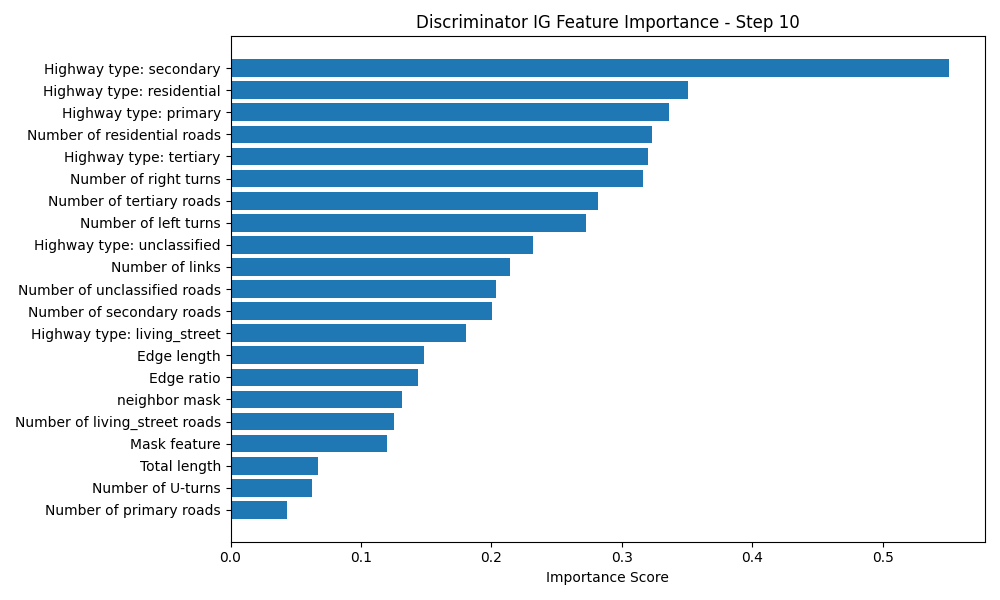 Discriminator IG Feature Importance - Step 10
Highway type: secondary
Highway type: residential
Highway type: primary
Number of residential roads
Highway type: tertiary
Number of right turns
Number of tertiary roads
Number of left turns
Highway type: unclassified
Number of links
Number of unclassified roads
Number of secondary roads
Highway type: living_street
Edge length
Edge ratio
neighbor mask
Number of living_street roads
Mask feature
Total length
Number of U-turns
Number of primary roads
0.0 0.1 0.2 0.3 0.4 0.5
Importance Score